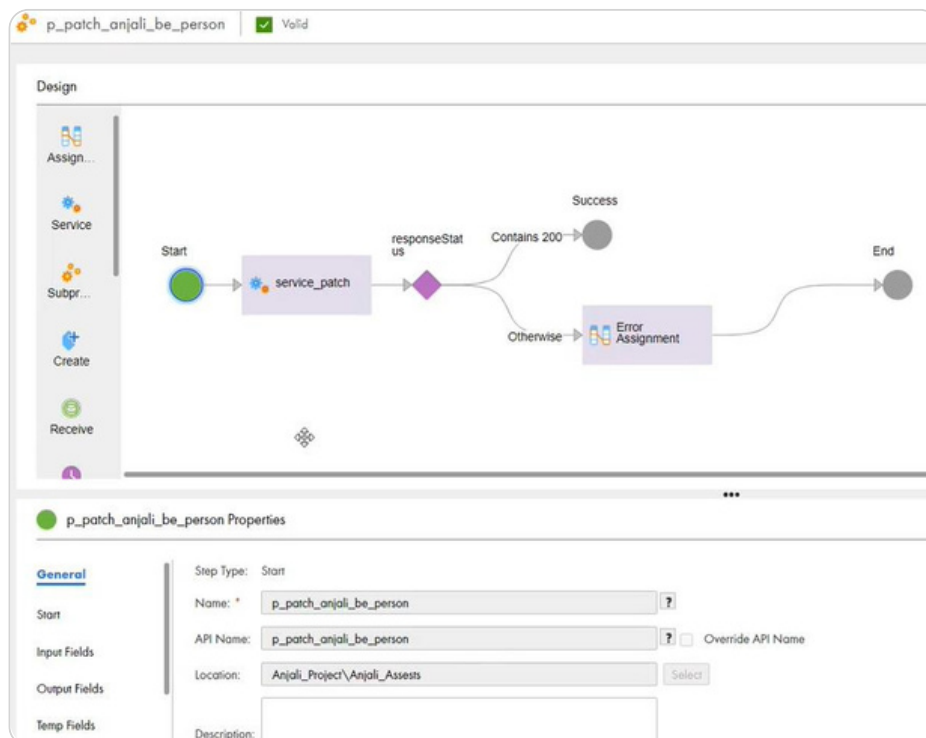 p_patch_anjali_be_person
Valid
Design
Assign...
Service
Subpr...
Create
Receive
Start
service_patch
responseStat
us
Contains 200
Success
Otherwise
Error
Assignment
End
p_patch_anjali_be_person Properties
General
Start
Input Fields
Output Fields
Temp Fields
Step Type: Start
Name: * p_patch_anjali_be_person ?
API Name: p_patch_anjali_be_person ? Override API Name
Location: Anjali_Project\Anjali_Assests Select
Description: